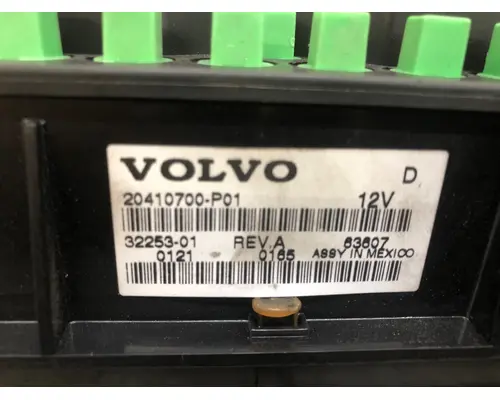 VOLVO D
20410700-P01 12V
32253-01 REV.A 63607
0121 0165 ASSY IN MEXICO